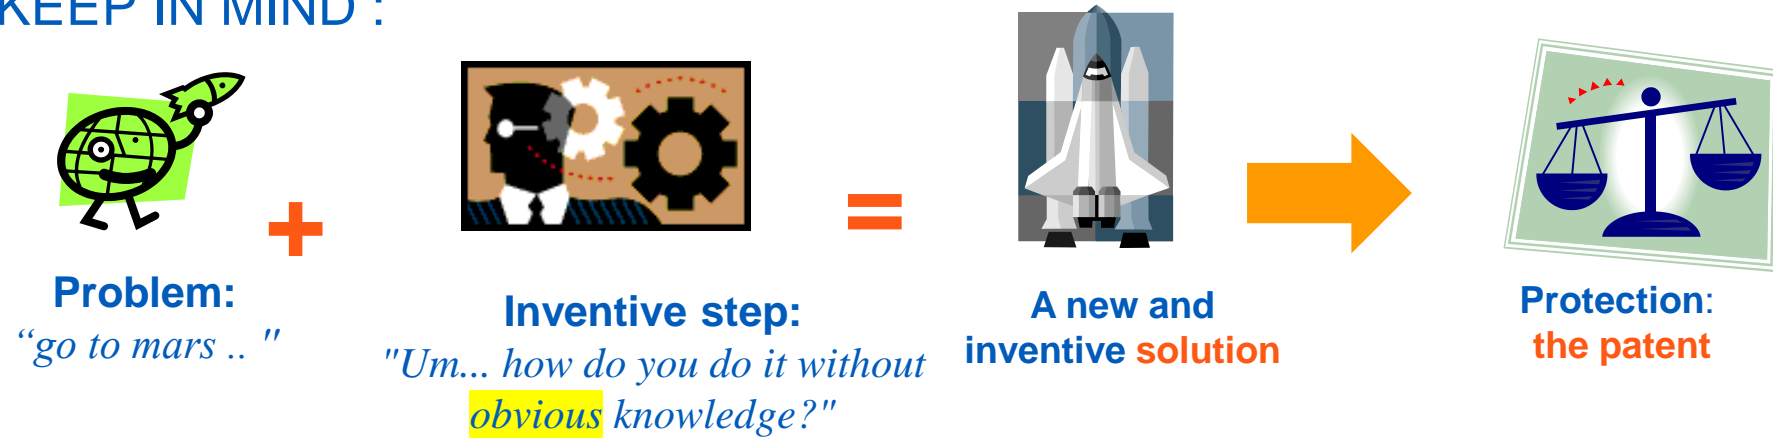 KEEP IN MIND :
Problem:
“go to mars .. "
Inventive step:
"Um... how do you do it without
obvious knowledge?"
A new and
inventive solution
Protection:
the patent